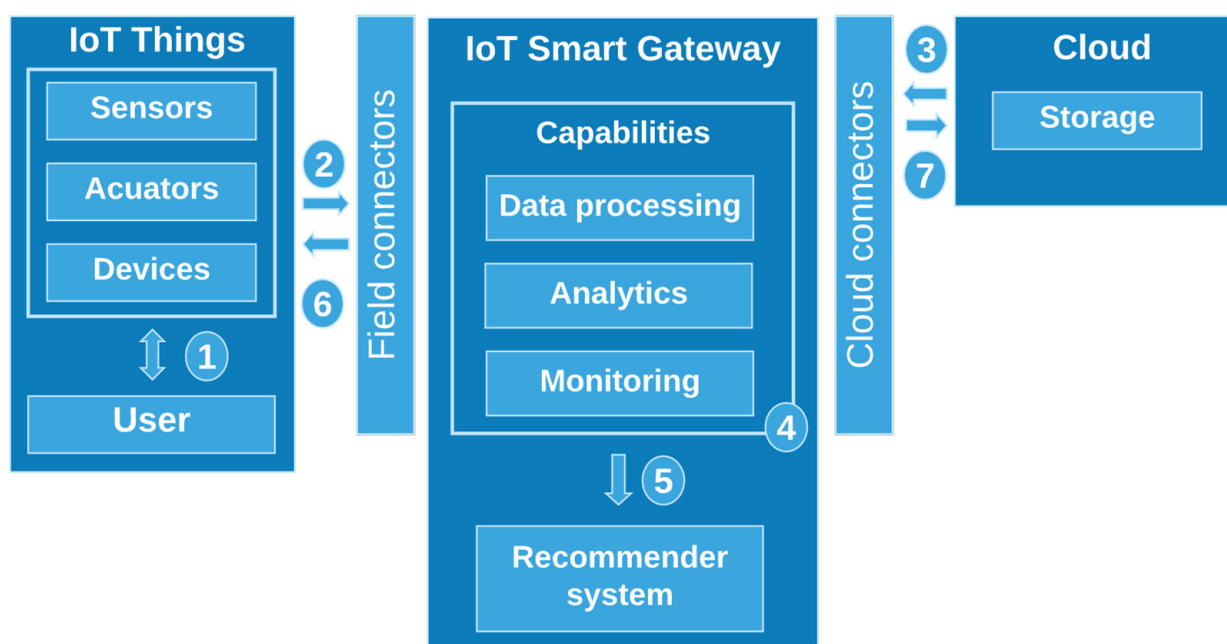 IoT Things
Sensors
Acuators
Devices
1
User
2
6
Field connectors
IoT Smart Gateway
Capabilities
Data processing
Analytics
Monitoring
4
5
Recommender
system
Cloud connectors
3
7
Cloud
Storage